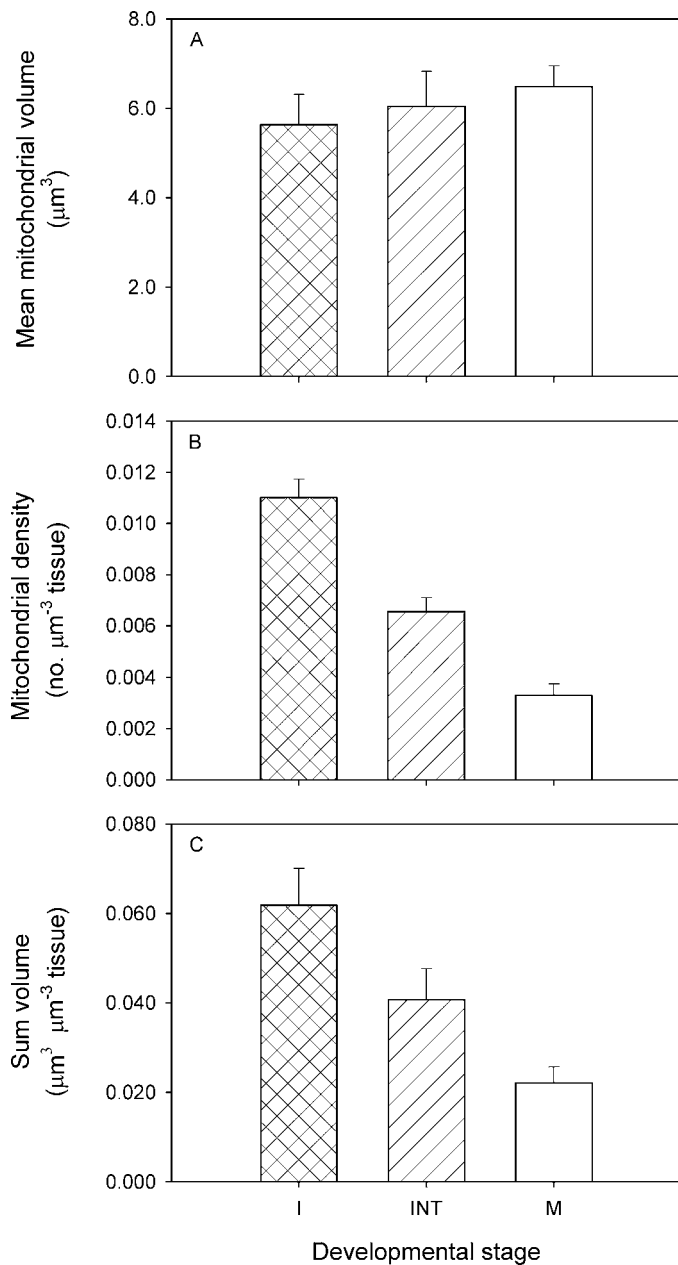 A
8.0
6.0
4.0
2.0
0.0
Mean mitochondrial volume
(μm³)
B
0.014
0.012
0.010
0.008
0.006
0.004
0.002
0.000
Mitochondrial density
(no. μm⁻³ tissue)
C
0.080
0.060
0.040
0.020
0.000
Sum volume
(μm³ μm⁻³ tissue)
I INT M
Developmental stage